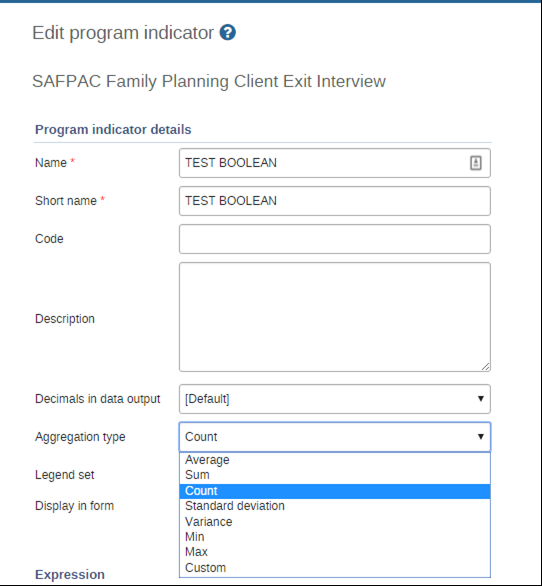 Edit program indicator ?
SAFPAC Family Planning Client Exit Interview
Program indicator details
Name * TEST BOOLEAN
Short name * TEST BOOLEAN
Code
Description
Decimals in data output [Default]
Aggregation type Count
Average
Legend set Sum
Count
Display in form Standard deviation
Variance
Min
Max
Custom
Expression